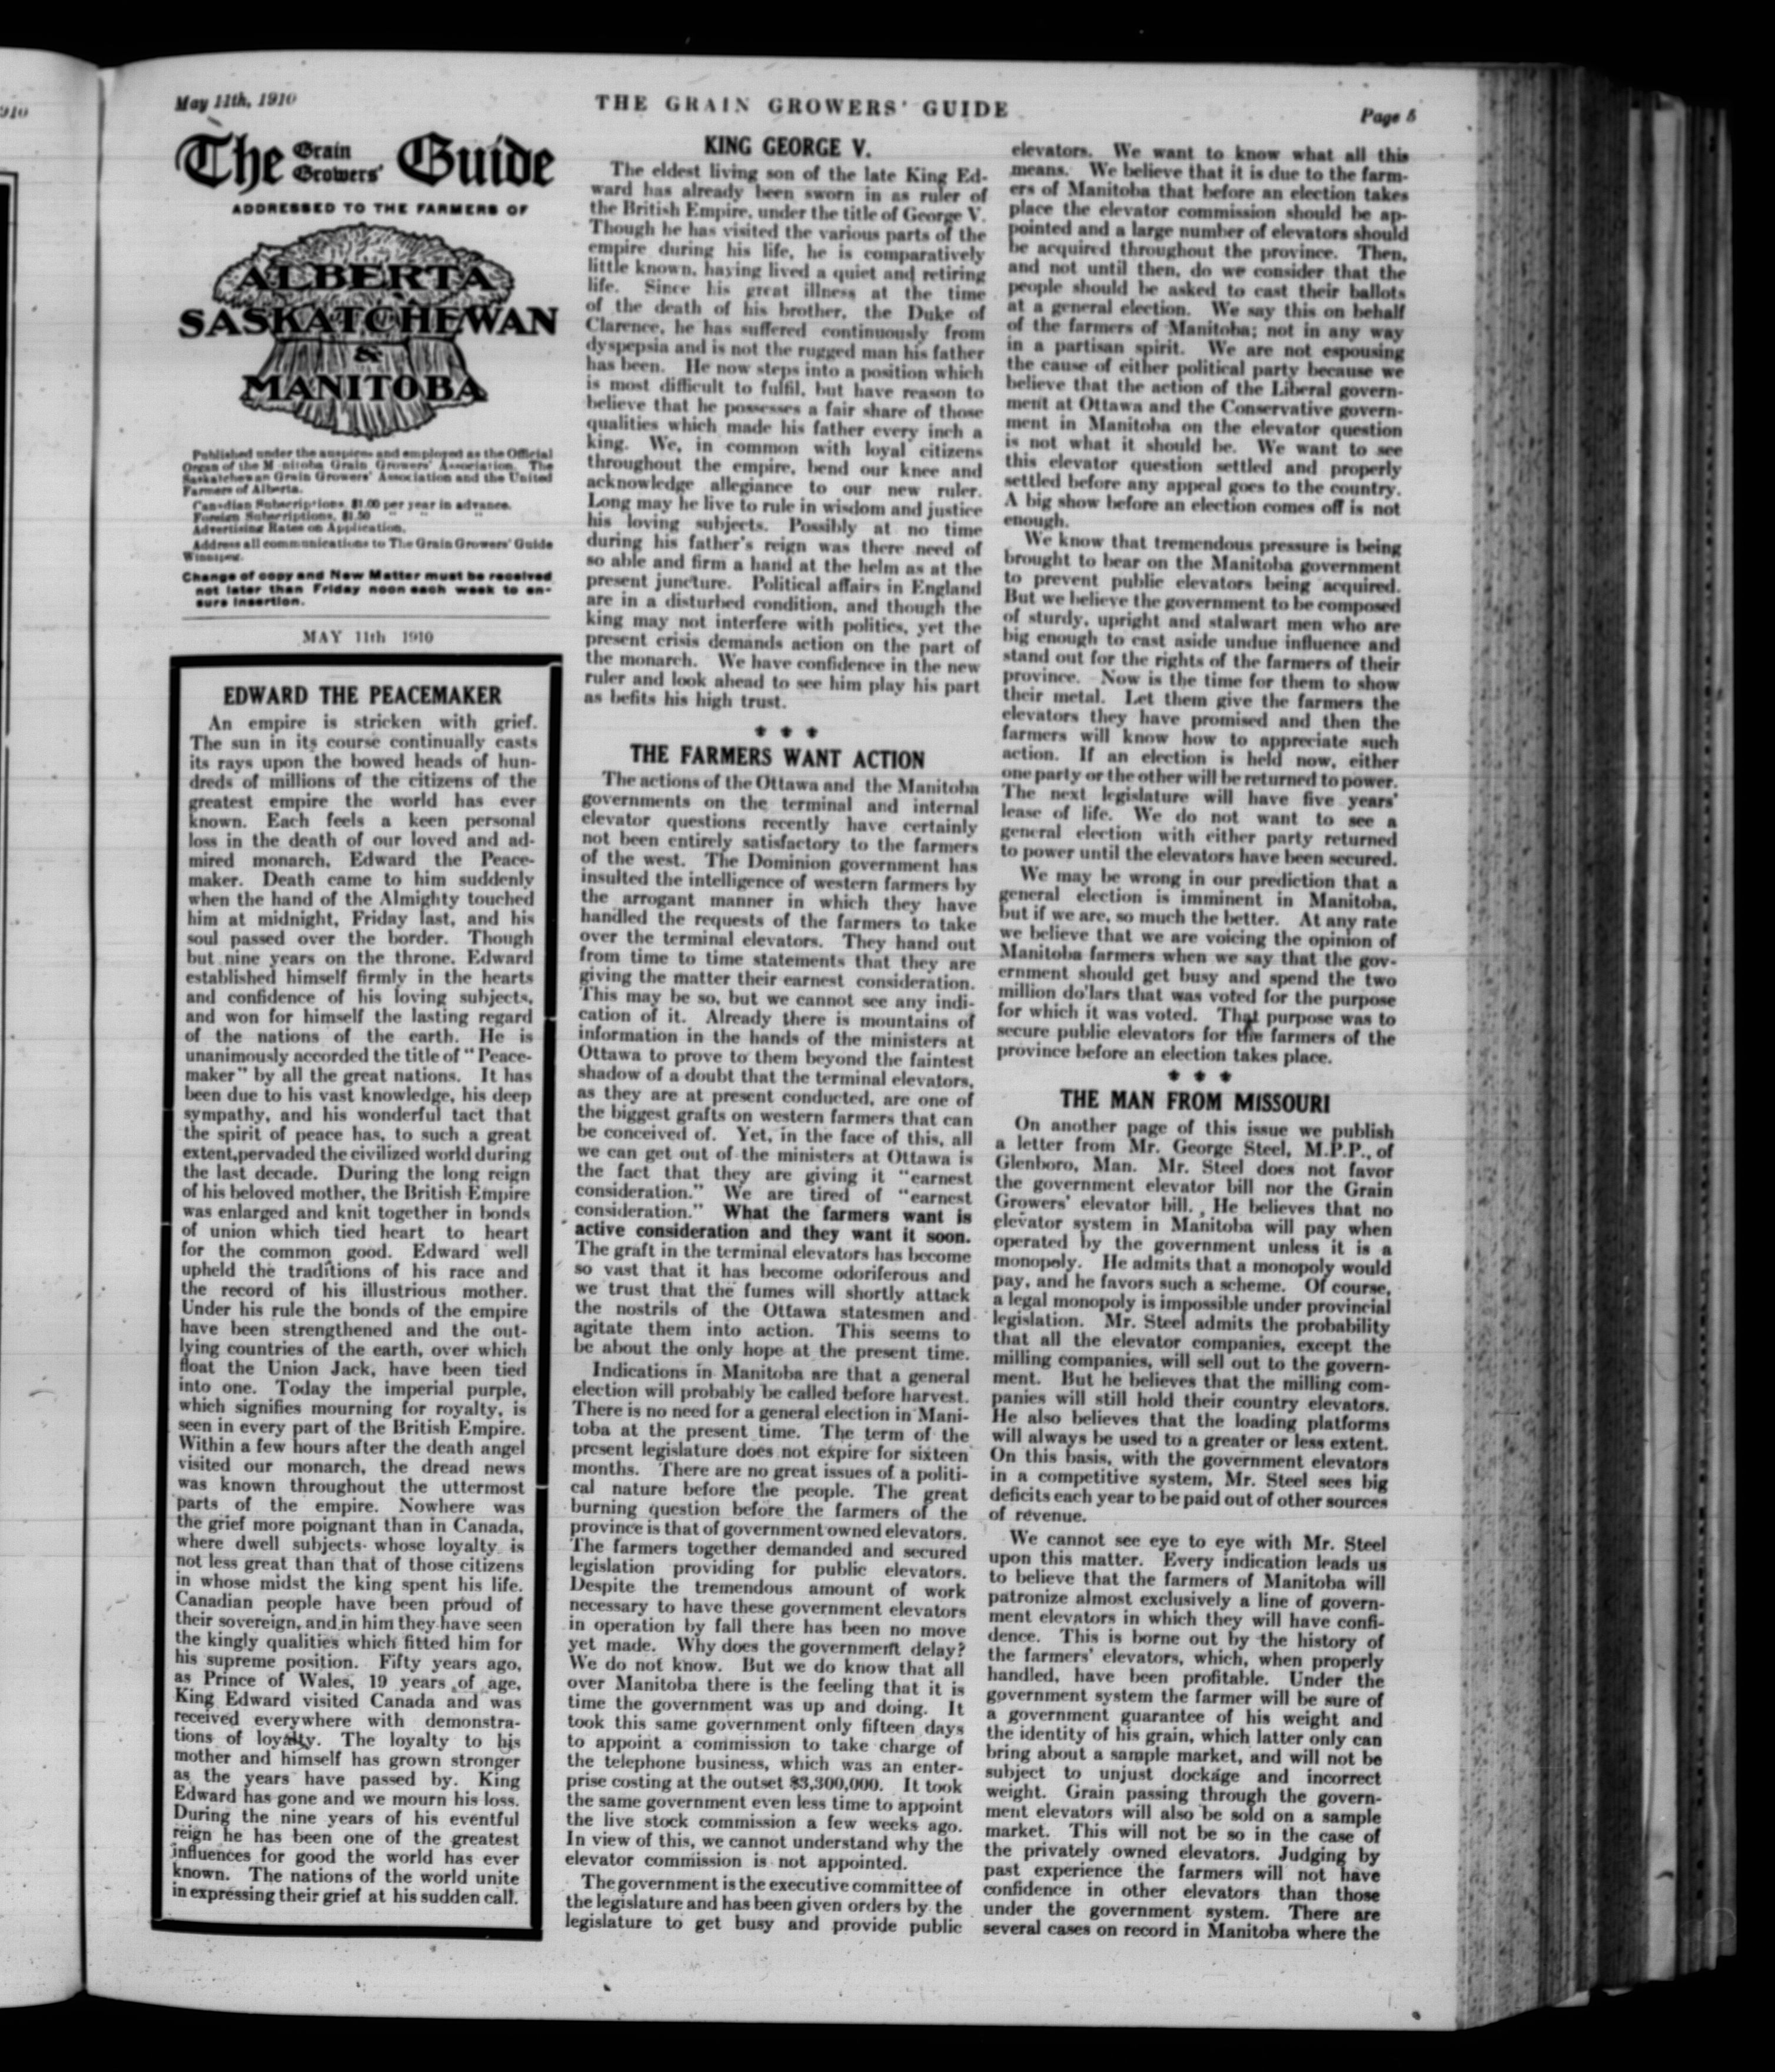 910
May 11th, 1910
THE GRAIN GROWERS' GUIDE
Page 5
The Grain Growers' Guide
ADDRESSED TO THE FARMERS OF
ALBERTA
SASKATCHEWAN
&
MANITOBA
Published under the auspices and employed as the Official
Organ of the M nitoba Grain Growers' Association. The
Saskatchewan Grain Growers' Association and the United
Farmers of Alberta.
Canadian Subscriptions, $1.00 per year in advance.
Foreign Subscriptions, $1.50 " " "
Advertising Rates on Application.
Address all communications to The Grain Growers' Guide
Winnipeg.
Change of copy and New Matter must be received
not later than Friday noon each week to en-
sure insertion.
MAY 11th 1910
EDWARD THE PEACEMAKER
An empire is stricken with grief.
The sun in its course continually casts
its rays upon the bowed heads of hun-
dreds of millions of the citizens of the
greatest empire the world has ever
known. Each feels a keen personal
loss in the death of our loved and ad-
mired monarch, Edward the Peace-
maker. Death came to him suddenly
when the hand of the Almighty touched
him at midnight, Friday last, and his
soul passed over the border. Though
but nine years on the throne, Edward
established himself firmly in the hearts
and confidence of his loving subjects,
and won for himself the lasting regard
of the nations of the earth. He is
unanimously accorded the title of "Peace-
maker" by all the great nations. It has
been due to his vast knowledge, his deep
sympathy, and his wonderful tact that
the spirit of peace has, to such a great
extent,pervaded the civilized world during
the last decade. During the long reign
of his beloved mother, the British Empire
was enlarged and knit together in bonds
of union which tied heart to heart
for the common good. Edward well
upheld the traditions of his race and
the record of his illustrious mother.
Under his rule the bonds of the empire
have been strengthened and the out-
lying countries of the earth, over which
float the Union Jack, have been tied
into one. Today the imperial purple,
which signifies mourning for royalty, is
seen in every part of the British Empire.
Within a few hours after the death angel
visited our monarch, the dread news
was known throughout the uttermost
parts of the empire. Nowhere was
the grief more poignant than in Canada,
where dwell subjects whose loyalty is
not less great than that of those citizens
in whose midst the king spent his life.
Canadian people have been proud of
their sovereign, and in him they have seen
the kingly qualities which fitted him for
his supreme position. Fifty years ago,
as Prince of Wales, 19 years of age,
King Edward visited Canada and was
received everywhere with demonstra-
tions of loyalty. The loyalty to his
mother and himself has grown stronger
as the years have passed by. King
Edward has gone and we mourn his loss.
During the nine years of his eventful
reign he has been one of the greatest
influences for good the world has ever
known. The nations of the world unite
in expressing their grief at his sudden call.
KING GEORGE V.
The eldest living son of the late King Ed-
ward has already been sworn in as ruler of
the British Empire, under the title of George V.
Though he has visited the various parts of the
empire during his life, he is comparatively
little known, having lived a quiet and retiring
life. Since his great illness at the time
of the death of his brother, the Duke of
Clarence, he has suffered continuously from
dyspepsia and is not the rugged man his father
has been. He now steps into a position which
is most difficult to fulfil, but have reason to
believe that he possesses a fair share of those
qualities which made his father every inch a
king. We, in common with loyal citizens
throughout the empire, bend our knee and
acknowledge allegiance to our new ruler.
Long may he live to rule in wisdom and justice
his loving subjects. Possibly at no time
during his father's reign was there need of
so able and firm a hand at the helm as at the
present juncture. Political affairs in England
are in a disturbed condition, and though the
king may not interfere with politics, yet the
present crisis demands action on the part of
the monarch. We have confidence in the new
ruler and look ahead to see him play his part
as befits his high trust.
* * *
THE FARMERS WANT ACTION
The actions of the Ottawa and the Manitoba
governments on the terminal and internal
elevator questions recently have certainly
not been entirely satisfactory to the farmers
of the west. The Dominion government has
insulted the intelligence of western farmers by
the arrogant manner in which they have
handled the requests of the farmers to take
over the terminal elevators. They hand out
from time to time statements that they are
giving the matter their earnest consideration.
This may be so, but we cannot see any indi-
cation of it. Already there is mountains of
information in the hands of the ministers at
Ottawa to prove to them beyond the faintest
shadow of a doubt that the terminal elevators,
as they are at present conducted, are one of
the biggest grafts on western farmers that can
be conceived of. Yet, in the face of this, all
we can get out of the ministers at Ottawa is
the fact that they are giving it "earnest
consideration." We are tired of "earnest
consideration." What the farmers want is
active consideration and they want it soon.
The graft in the terminal elevators has become
so vast that it has become odoriferous and
we trust that the fumes will shortly attack
the nostrils of the Ottawa statesmen and
agitate them into action. This seems to
be about the only hope at the present time.
Indications in Manitoba are that a general
election will probably be called before harvest.
There is no need for a general election in Mani-
toba at the present time. The term of the
present legislature does not expire for sixteen
months. There are no great issues of a politi-
cal nature before the people. The great
burning question before the farmers of the
province is that of government owned elevators.
The farmers together demanded and secured
legislation providing for public elevators.
Despite the tremendous amount of work
necessary to have these government elevators
in operation by fall there has been no move
yet made. Why does the government delay?
We do not know. But we do know that all
over Manitoba there is the feeling that it is
time the government was up and doing. It
took this same government only fifteen days
to appoint a commission to take charge of
the telephone business, which was an enter-
prise costing at the outset $3,300,000. It took
the same government even less time to appoint
the live stock commission a few weeks ago.
In view of this, we cannot understand why the
elevator commission is not appointed.
The government is the executive committee of
the legislature and has been given orders by the
legislature to get busy and provide public
elevators. We want to know what all this
means. We believe that it is due to the farm-
ers of Manitoba that before an election takes
place the elevator commission should be ap-
pointed and a large number of elevators should
be acquired throughout the province. Then,
and not until then, do we consider that the
people should be asked to cast their ballots
at a general election. We say this on behalf
of the farmers of Manitoba; not in any way
in a partisan spirit. We are not espousing
the cause of either political party because we
believe that the action of the Liberal govern-
ment at Ottawa and the Conservative govern-
ment in Manitoba on the elevator question
is not what it should be. We want to see
this elevator question settled and properly
settled before any appeal goes to the country.
A big show before an election comes off is not
enough.
We know that tremendous pressure is being
brought to bear on the Manitoba government
to prevent public elevators being acquired.
But we believe the government to be composed
of sturdy, upright and stalwart men who are
big enough to cast aside undue influence and
stand out for the rights of the farmers of their
province. Now is the time for them to show
their metal. Let them give the farmers the
elevators they have promised and then the
farmers will know how to appreciate such
action. If an election is held now, either
one party or the other will be returned to power.
The next legislature will have five years'
lease of life. We do not want to see a
general election with either party returned
to power until the elevators have been secured.
We may be wrong in our prediction that a
general election is imminent in Manitoba,
but if we are, so much the better. At any rate
we believe that we are voicing the opinion of
Manitoba farmers when we say that the gov-
ernment should get busy and spend the two
million do'lars that was voted for the purpose
for which it was voted. That purpose was to
secure public elevators for the farmers of the
province before an election takes place.
* * *
THE MAN FROM MISSOURI
On another page of this issue we publish
a letter from Mr. George Steel, M.P.P., of
Glenboro, Man. Mr. Steel does not favor
the government elevator bill nor the Grain
Growers' elevator bill. He believes that no
elevator system in Manitoba will pay when
operated by the government unless it is a
monopoly. He admits that a monopoly would
pay, and he favors such a scheme. Of course,
a legal monopoly is impossible under provincial
legislation. Mr. Steel admits the probability
that all the elevator companies, except the
milling companies, will sell out to the govern-
ment. But he believes that the milling com-
panies will still hold their country elevators.
He also believes that the loading platforms
will always be used to a greater or less extent.
On this basis, with the government elevators
in a competitive system, Mr. Steel sees big
deficits each year to be paid out of other sources
of revenue.
We cannot see eye to eye with Mr. Steel
upon this matter. Every indication leads us
to believe that the farmers of Manitoba will
patronize almost exclusively a line of govern-
ment elevators in which they will have confi-
dence. This is borne out by the history of
the farmers' elevators, which, when properly
handled, have been profitable. Under the
government system the farmer will be sure of
a government guarantee of his weight and
the identity of his grain, which latter only can
bring about a sample market, and will not be
subject to unjust dockage and incorrect
weight. Grain passing through the govern-
ment elevators will also be sold on a sample
market. This will not be so in the case of
the privately owned elevators. Judging by
past experience the farmers will not have
confidence in other elevators than those
under the government system. There are
several cases on record in Manitoba where the